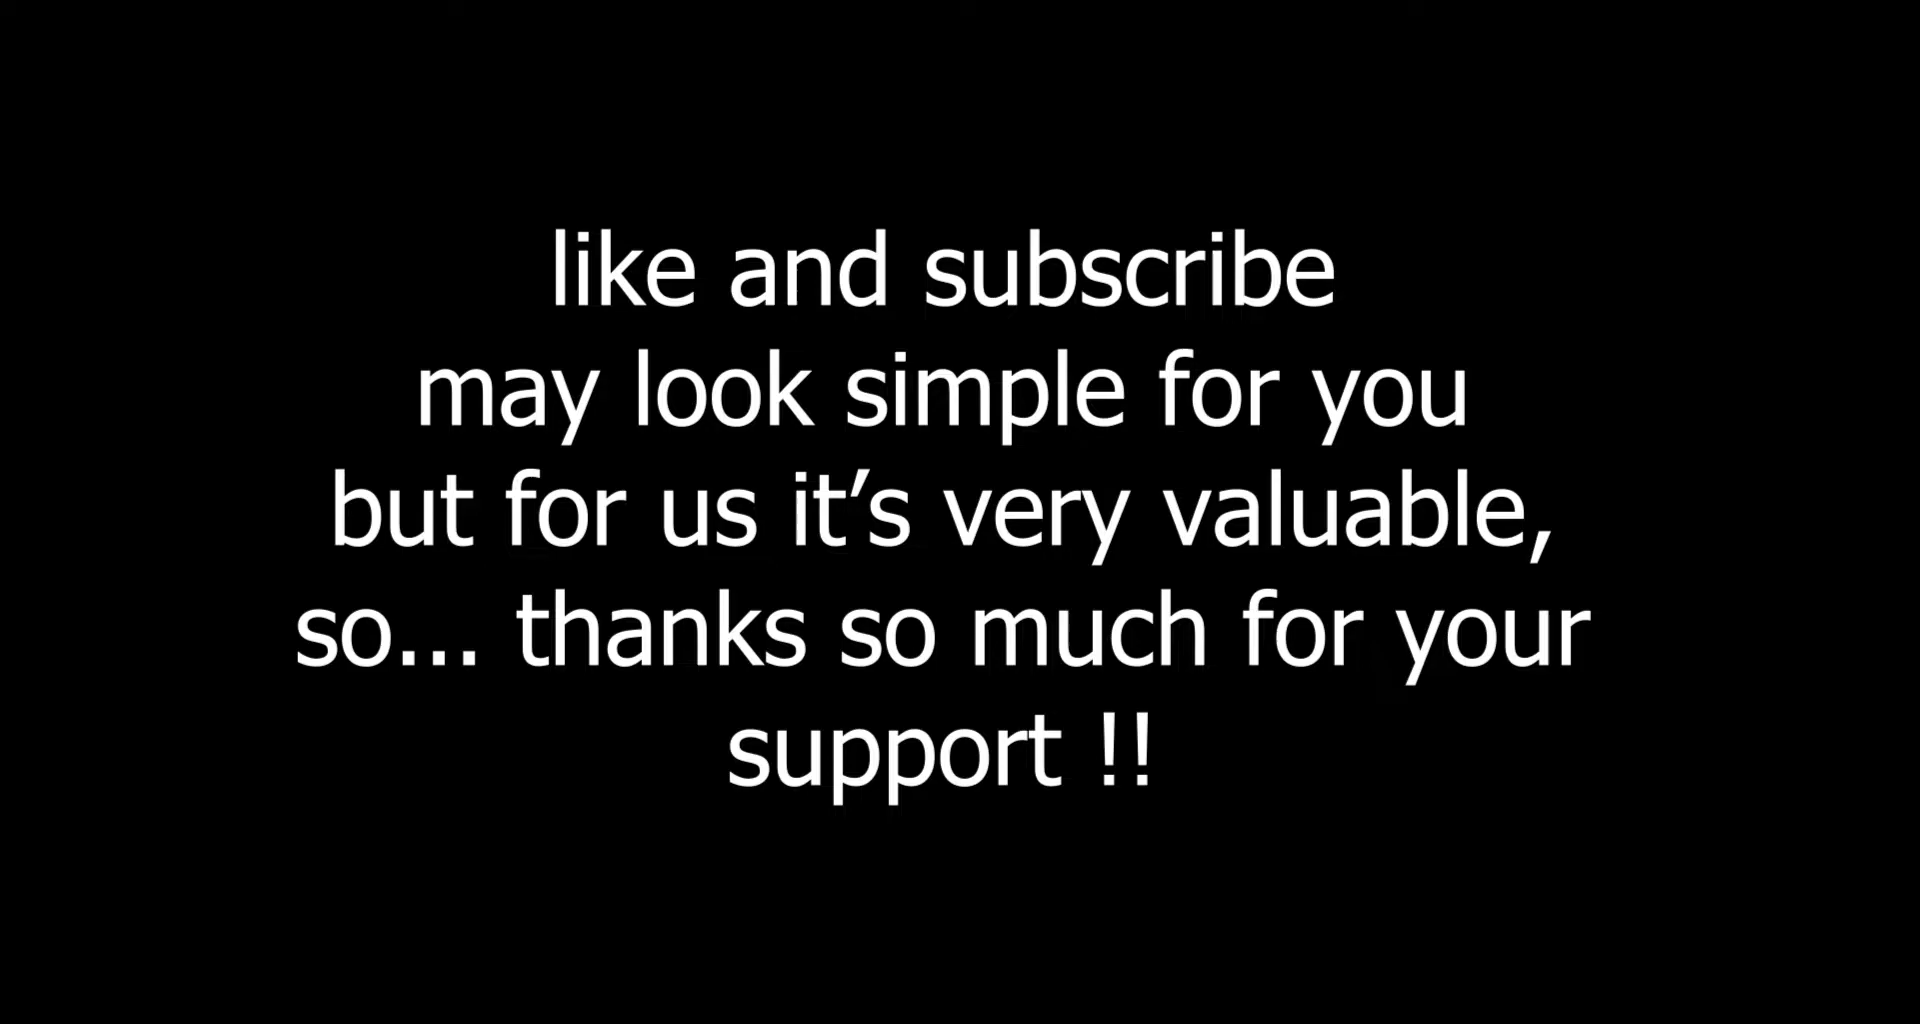 like and subscribe
may look simple for you
but for us it’s very valuable,
so... thanks so much for your
support !!